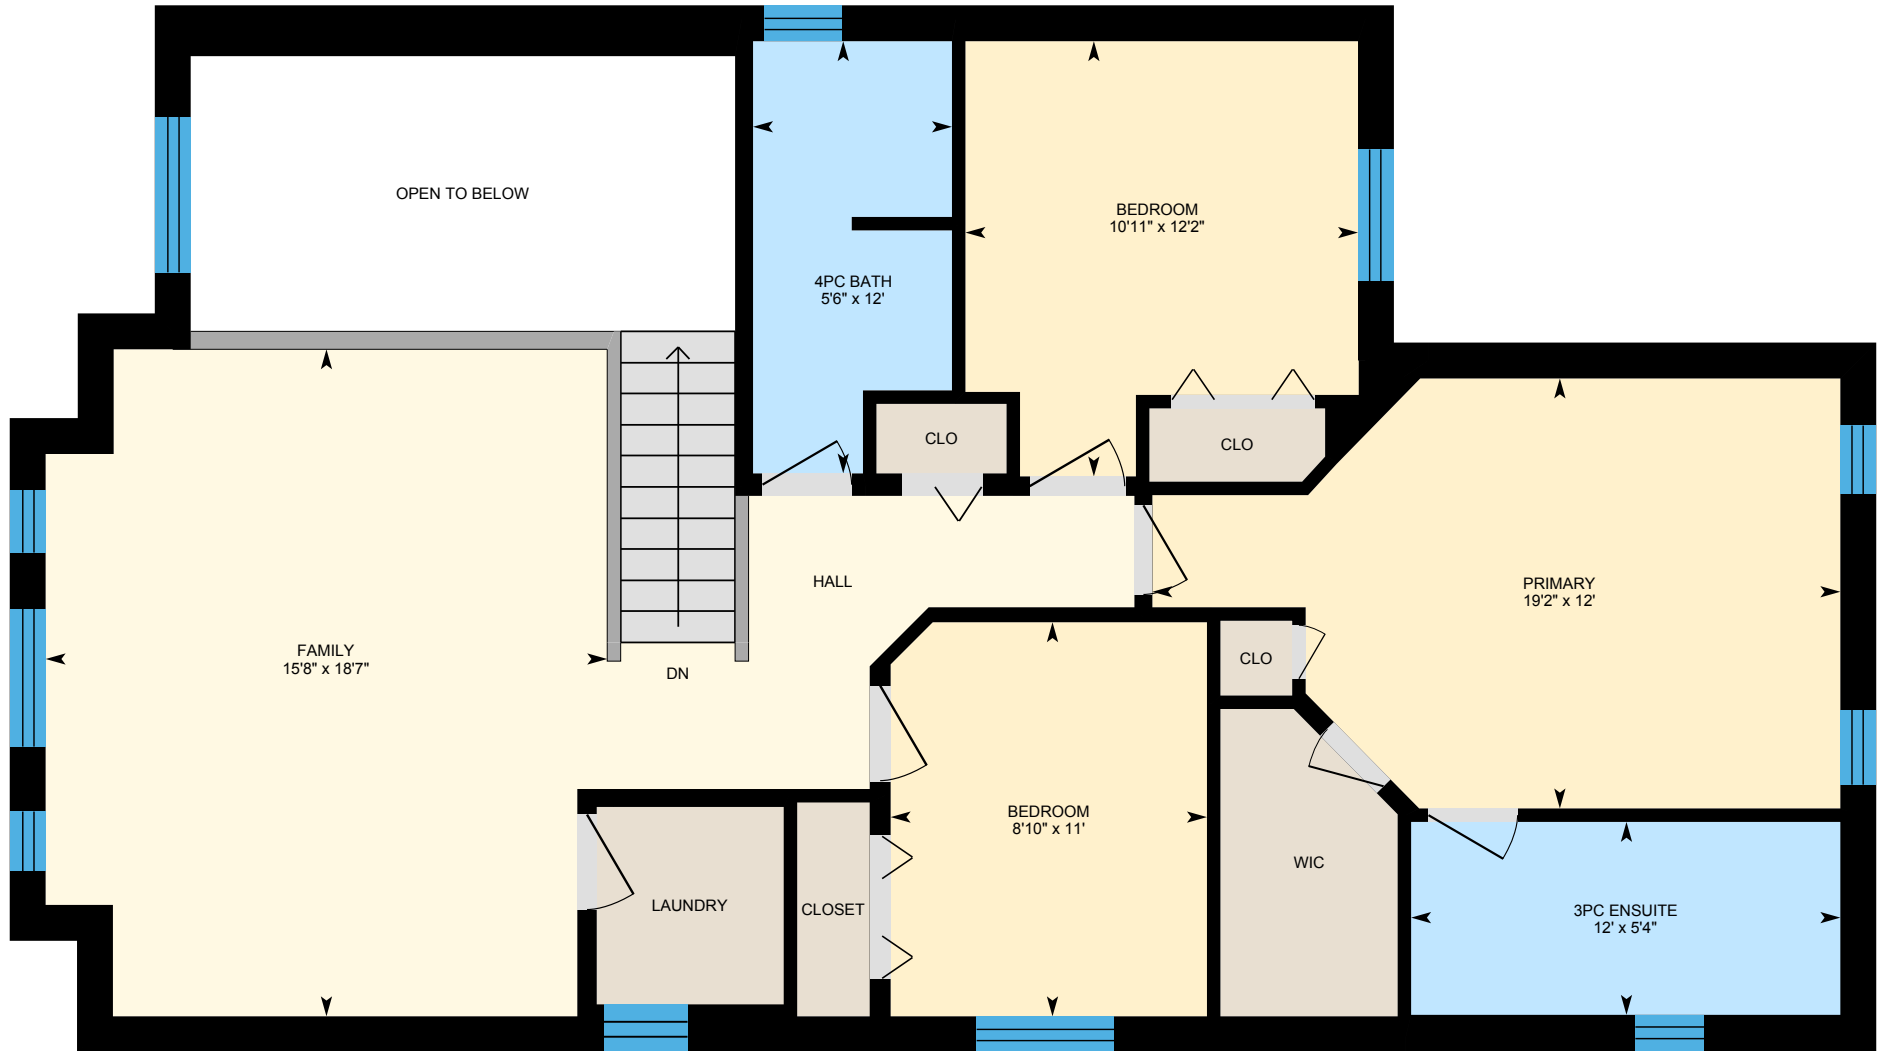 OPEN TO BELOW
BEDROOM
10'11" x 12'2"
4PC BATH
5'6" x 12'
CLO
CLO
HALL
PRIMARY
19'2" x 12'
FAMILY
15'8" x 18'7"
DN
CLO
BEDROOM
8'10" x 11'
WIC
LAUNDRY
CLOSET
3PC ENSUITE
12' x 5'4"